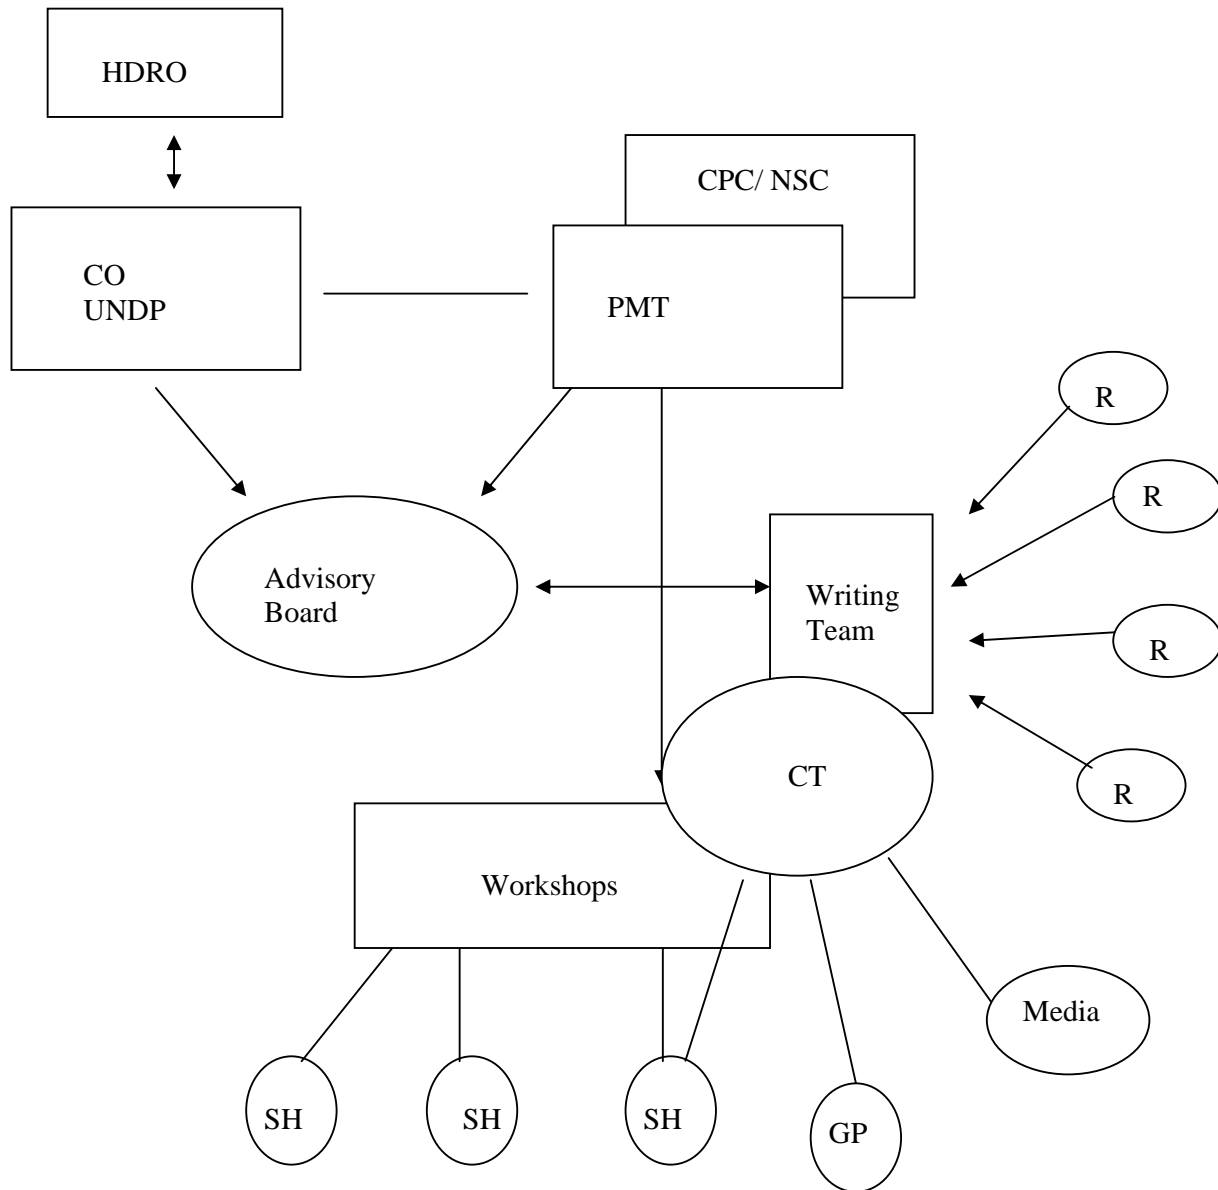 HDRO
CPC/ NSC
CO
UNDP
PMT
R
R
Advisory
Board
Writing
Team
R
CT
R
Workshops
Media
SH
SH
SH
GP